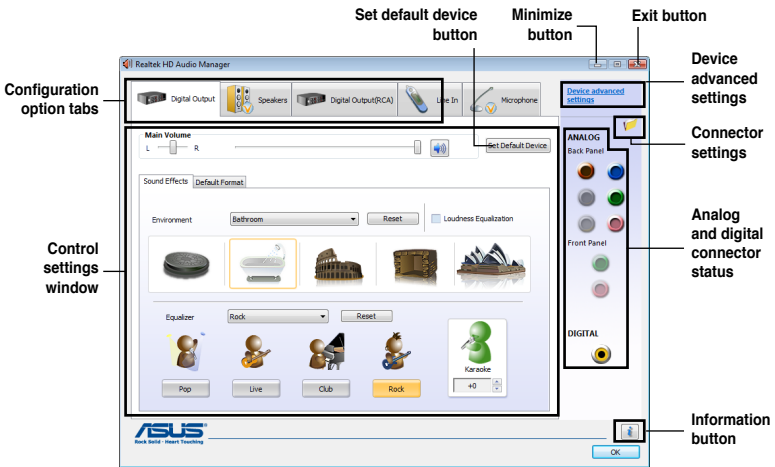 Set default device
button
Minimize
button
Exit button
Realtek HD Audio Manager
Configuration
option tabs
Digital Output
Speakers
Digital Output(RCA)
Line In
Microphone
Device advanced
settings
Device
advanced
settings
Main Volume
L
R
Set Default Device
ANALOG
Back Panel
Connector
settings
Sound Effects
Default Format
Environment
Bathroom
Reset
Loudness Equalization
Control
settings
window
Front Panel
Analog
and digital
connector
status
Equalizer
Rock
Reset
Pop
Live
Club
Rock
Karaoke
+0
DIGITAL
ASUS
Rock Solid · Heart Touching
OK
Information
button